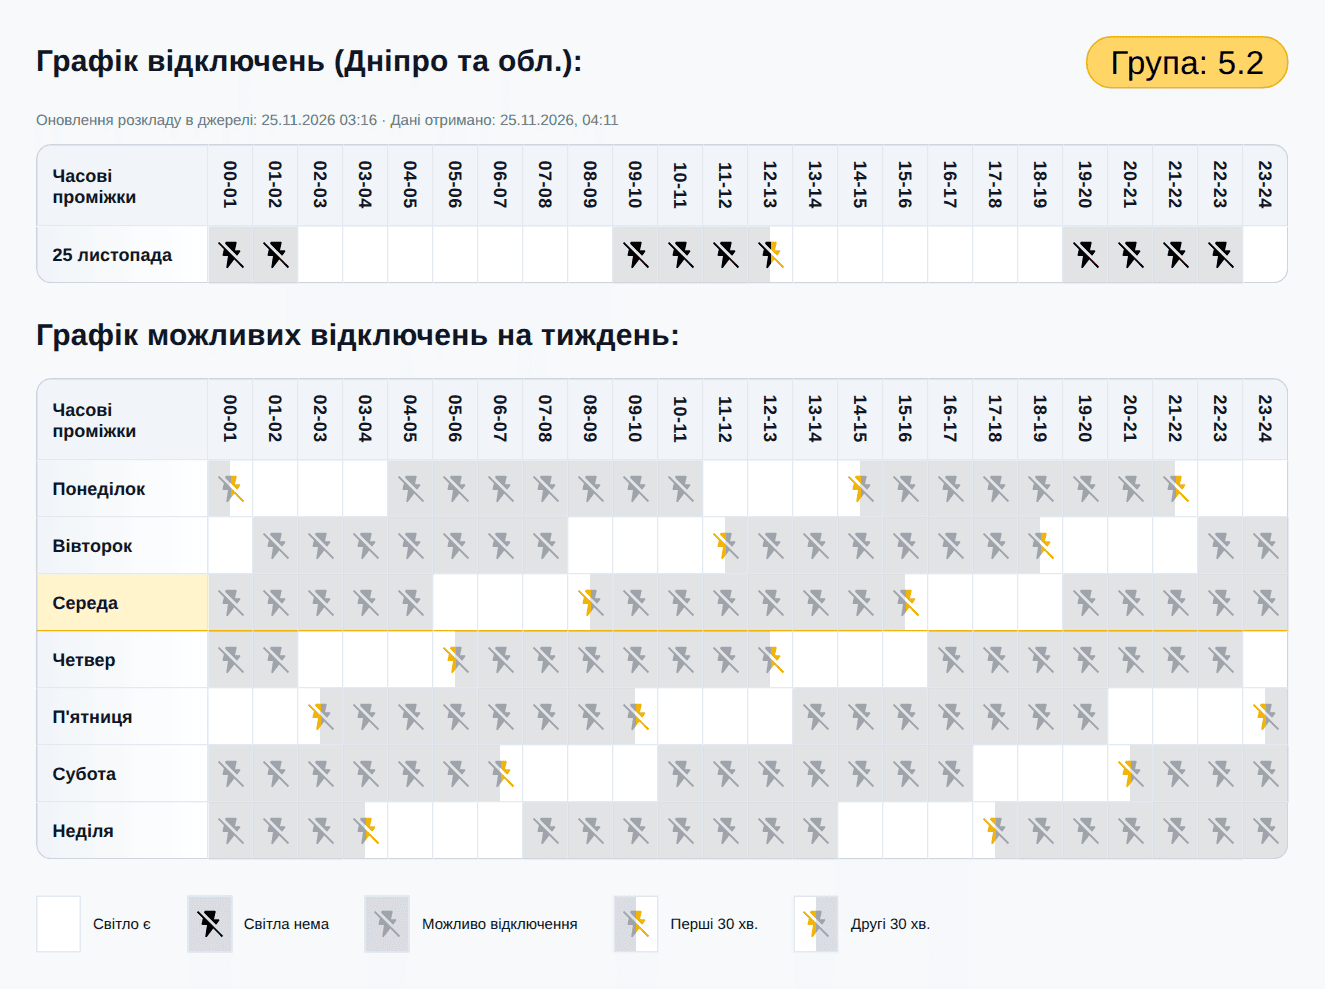 Графік відключень (Дніпро та обл.):
Група: 5.2
Оновлення розкладу в джерелі: 25.11.2026 03:16 · Дані отримано: 25.11.2026, 04:11
Часові проміжки 00-01 01-02 02-03 03-04 04-05 05-06 06-07 07-08 08-09 09-10 10-11 11-12 12-13 13-14 14-15 15-16 16-17 17-18 18-19 19-20 20-21 21-22 22-23 23-24
25 листопада
Графік можливих відключень на тиждень:
Часові проміжки 00-01 01-02 02-03 03-04 04-05 05-06 06-07 07-08 08-09 09-10 10-11 11-12 12-13 13-14 14-15 15-16 16-17 17-18 18-19 19-20 20-21 21-22 22-23 23-24
Понеділок
Вівторок
Середа
Четвер
П'ятниця
Субота
Неділя
Світло є Світла нема Можливо відключення Перші 30 хв. Другі 30 хв.